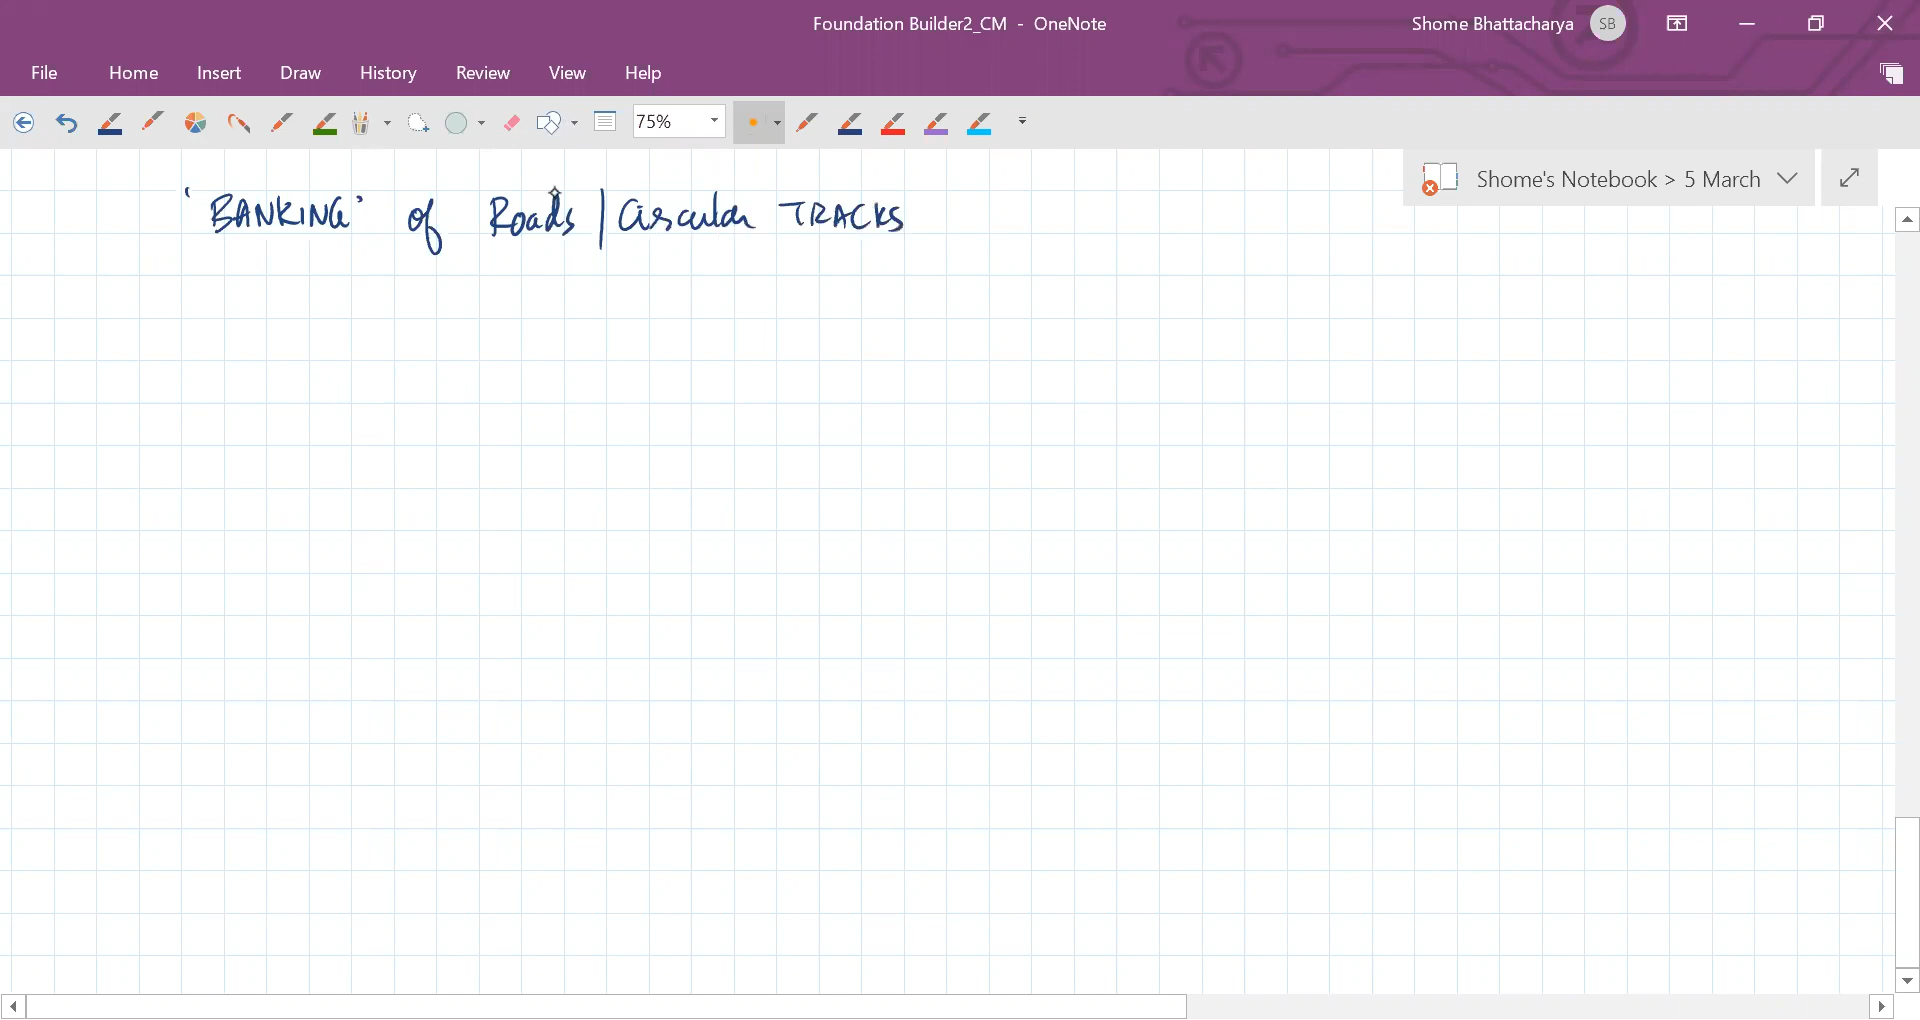 Foundation Builder2_CM - OneNote
Shome Bhattacharya SB
File Home Insert Draw History Review View Help
75%
Shome's Notebook > 5 March
'BANKING' of Roads | Circular TRACKS